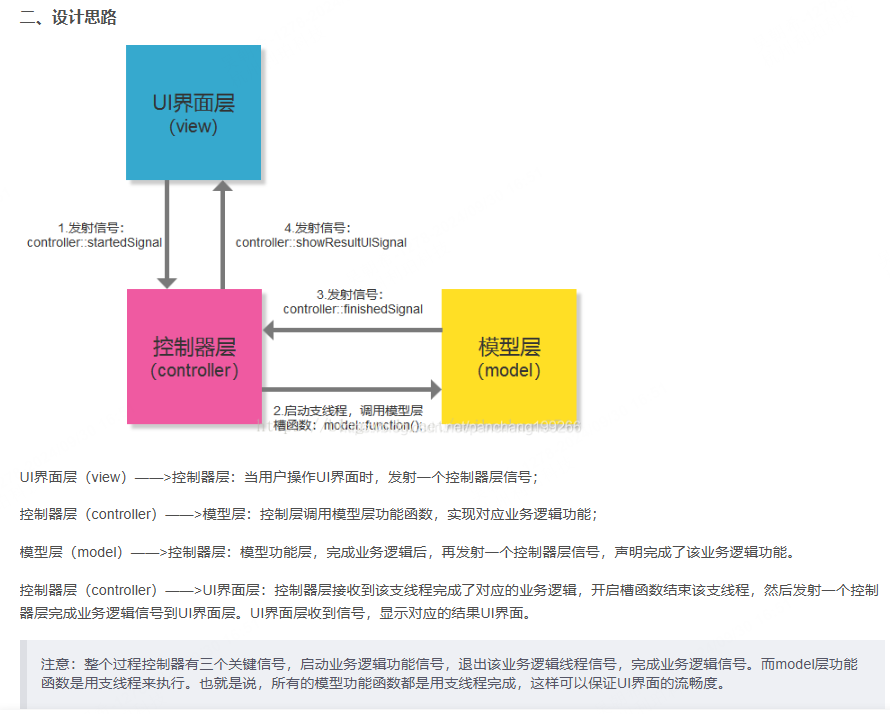 二、设计思路
UI界面层
(view)
1.发射信号：
controller::startedSignal
4.发射信号：
controller::showResultUISignal
3.发射信号：
controller::finishedSignal
控制器层
（controller）
模型层
（model）
2.启动支线程，调用模型层
槽函数：model::function();
UI界面层（view）——>控制器层：当用户操作UI界面时，发射一个控制器层信号；
控制器层（controller）——>模型层：控制层调用模型层功能函数，实现对应业务逻辑功能；
模型层（model）——>控制器层：模型功能层，完成业务逻辑后，再发射一个控制器层信号，声明完成了该业务逻辑功能。
控制器层（controller）——>UI界面层：控制器层接收到该支线程完成了对应的业务逻辑，开启槽函数结束该支线程，然后发射一个控制
器层完成业务逻辑信号到UI界面层。UI界面层收到信号，显示对应的结果UI界面。
注意：整个过程控制器有三个关键信号，启动业务逻辑功能信号，退出该业务逻辑线程信号，完成业务逻辑信号。而model层功能
函数是用支线程来执行。也就是说，所有的模型功能函数都是用支线程完成，这样可以保证UI界面的流畅度。